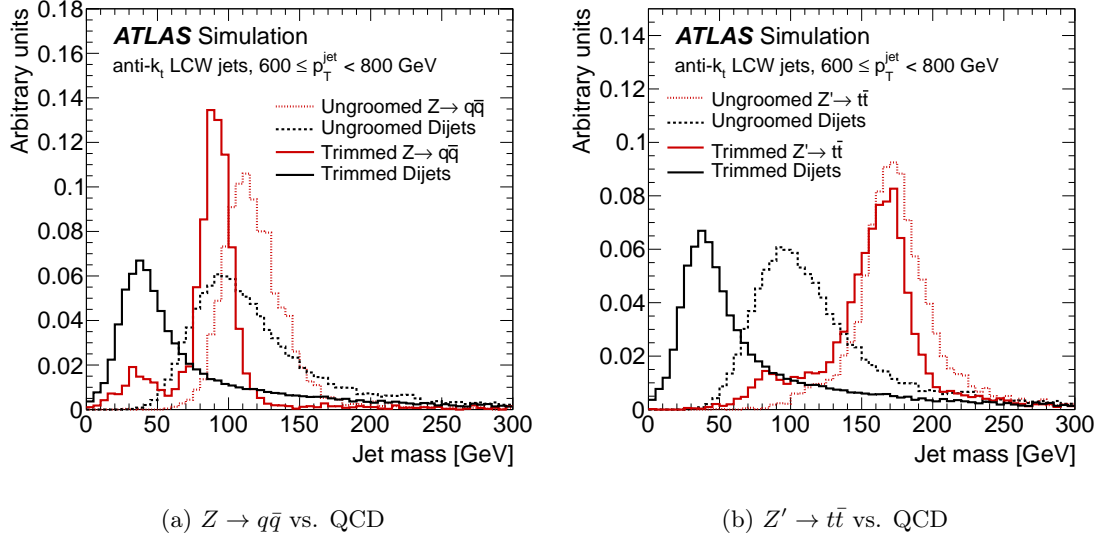 ATLAS Simulation
anti-kₜ LCW jets, 600 ≤ p_T^jet < 800 GeV
Ungroomed Z→ qq̄
Ungroomed Dijets
Trimmed Z→ qq̄
Trimmed Dijets
Arbitrary units
0.18
0.16
0.14
0.12
0.1
0.08
0.06
0.04
0.02
0
0 50 100 150 200 250 300
Jet mass [GeV]
(a) Z → qq̄ vs. QCD
ATLAS Simulation
anti-kₜ LCW jets, 600 ≤ p_T^jet < 800 GeV
Ungroomed Z'→ tt̄
Ungroomed Dijets
Trimmed Z'→ tt̄
Trimmed Dijets
Arbitrary units
0.14
0.12
0.1
0.08
0.06
0.04
0.02
0
0 50 100 150 200 250 300
Jet mass [GeV]
(b) Z′ → tt̄ vs. QCD